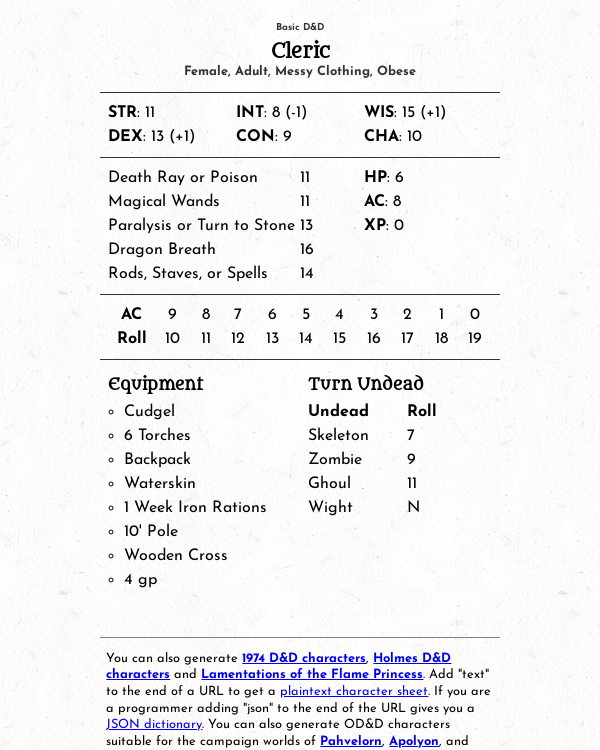 Basic D&D
Cleric
Female, Adult, Messy Clothing, Obese
STR: 11 INT: 8 (-1) WIS: 15 (+1)
DEX: 13 (+1) CON: 9 CHA: 10
Death Ray or Poison 11 HP: 6
Magical Wands 11 AC: 8
Paralysis or Turn to Stone 13 XP: 0
Dragon Breath 16
Rods, Staves, or Spells 14
AC 9 8 7 6 5 4 3 2 1 0
Roll 10 11 12 13 14 15 16 17 18 19
Equipment
Cudgel
6 Torches
Backpack
Waterskin
1 Week Iron Rations
10' Pole
Wooden Cross
4 gp
Turn Undead
Undead Roll
Skeleton 7
Zombie 9
Ghoul 11
Wight N
You can also generate 1974 D&D characters, Holmes D&D
characters and Lamentations of the Flame Princess. Add "text"
to the end of a URL to get a plaintext character sheet. If you are
a programmer adding "json" to the end of the URL gives you a
JSON dictionary. You can also generate OD&D characters
suitable for the campaign worlds of Pahvelorn, Apolyon, and